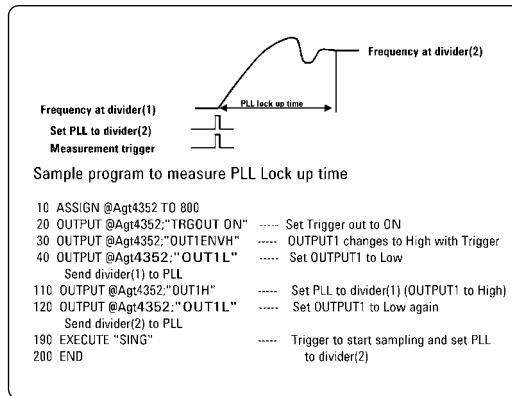 Frequency at divider(2)
PLL lock up time
Frequency at divider(1)
Set PLL to divider(2)
Measurement trigger
Sample program to measure PLL Lock up time
10 ASSIGN @Agt4352 TO 800
20 OUTPUT @Agt4352;"TRGOUT ON" ----- Set Trigger out to ON
30 OUTPUT @Agt4352;"OUT1ENVH" ----- OUTPUT1 changes to High with Trigger
40 OUTPUT @Agt4352;"OUT1L" ----- Set OUTPUT1 to Low
Send divider(1) to PLL
110 OUTPUT @Agt4352;"OUT1H" ----- Set PLL to divider(1) (OUTPUT1 to High)
120 OUTPUT @Agt4352;"OUT1L" ----- Set OUTPUT1 to Low again
Send divider(2) to PLL
190 EXECUTE "SING" ----- Trigger to start sampling and set PLL
200 END to divider(2)